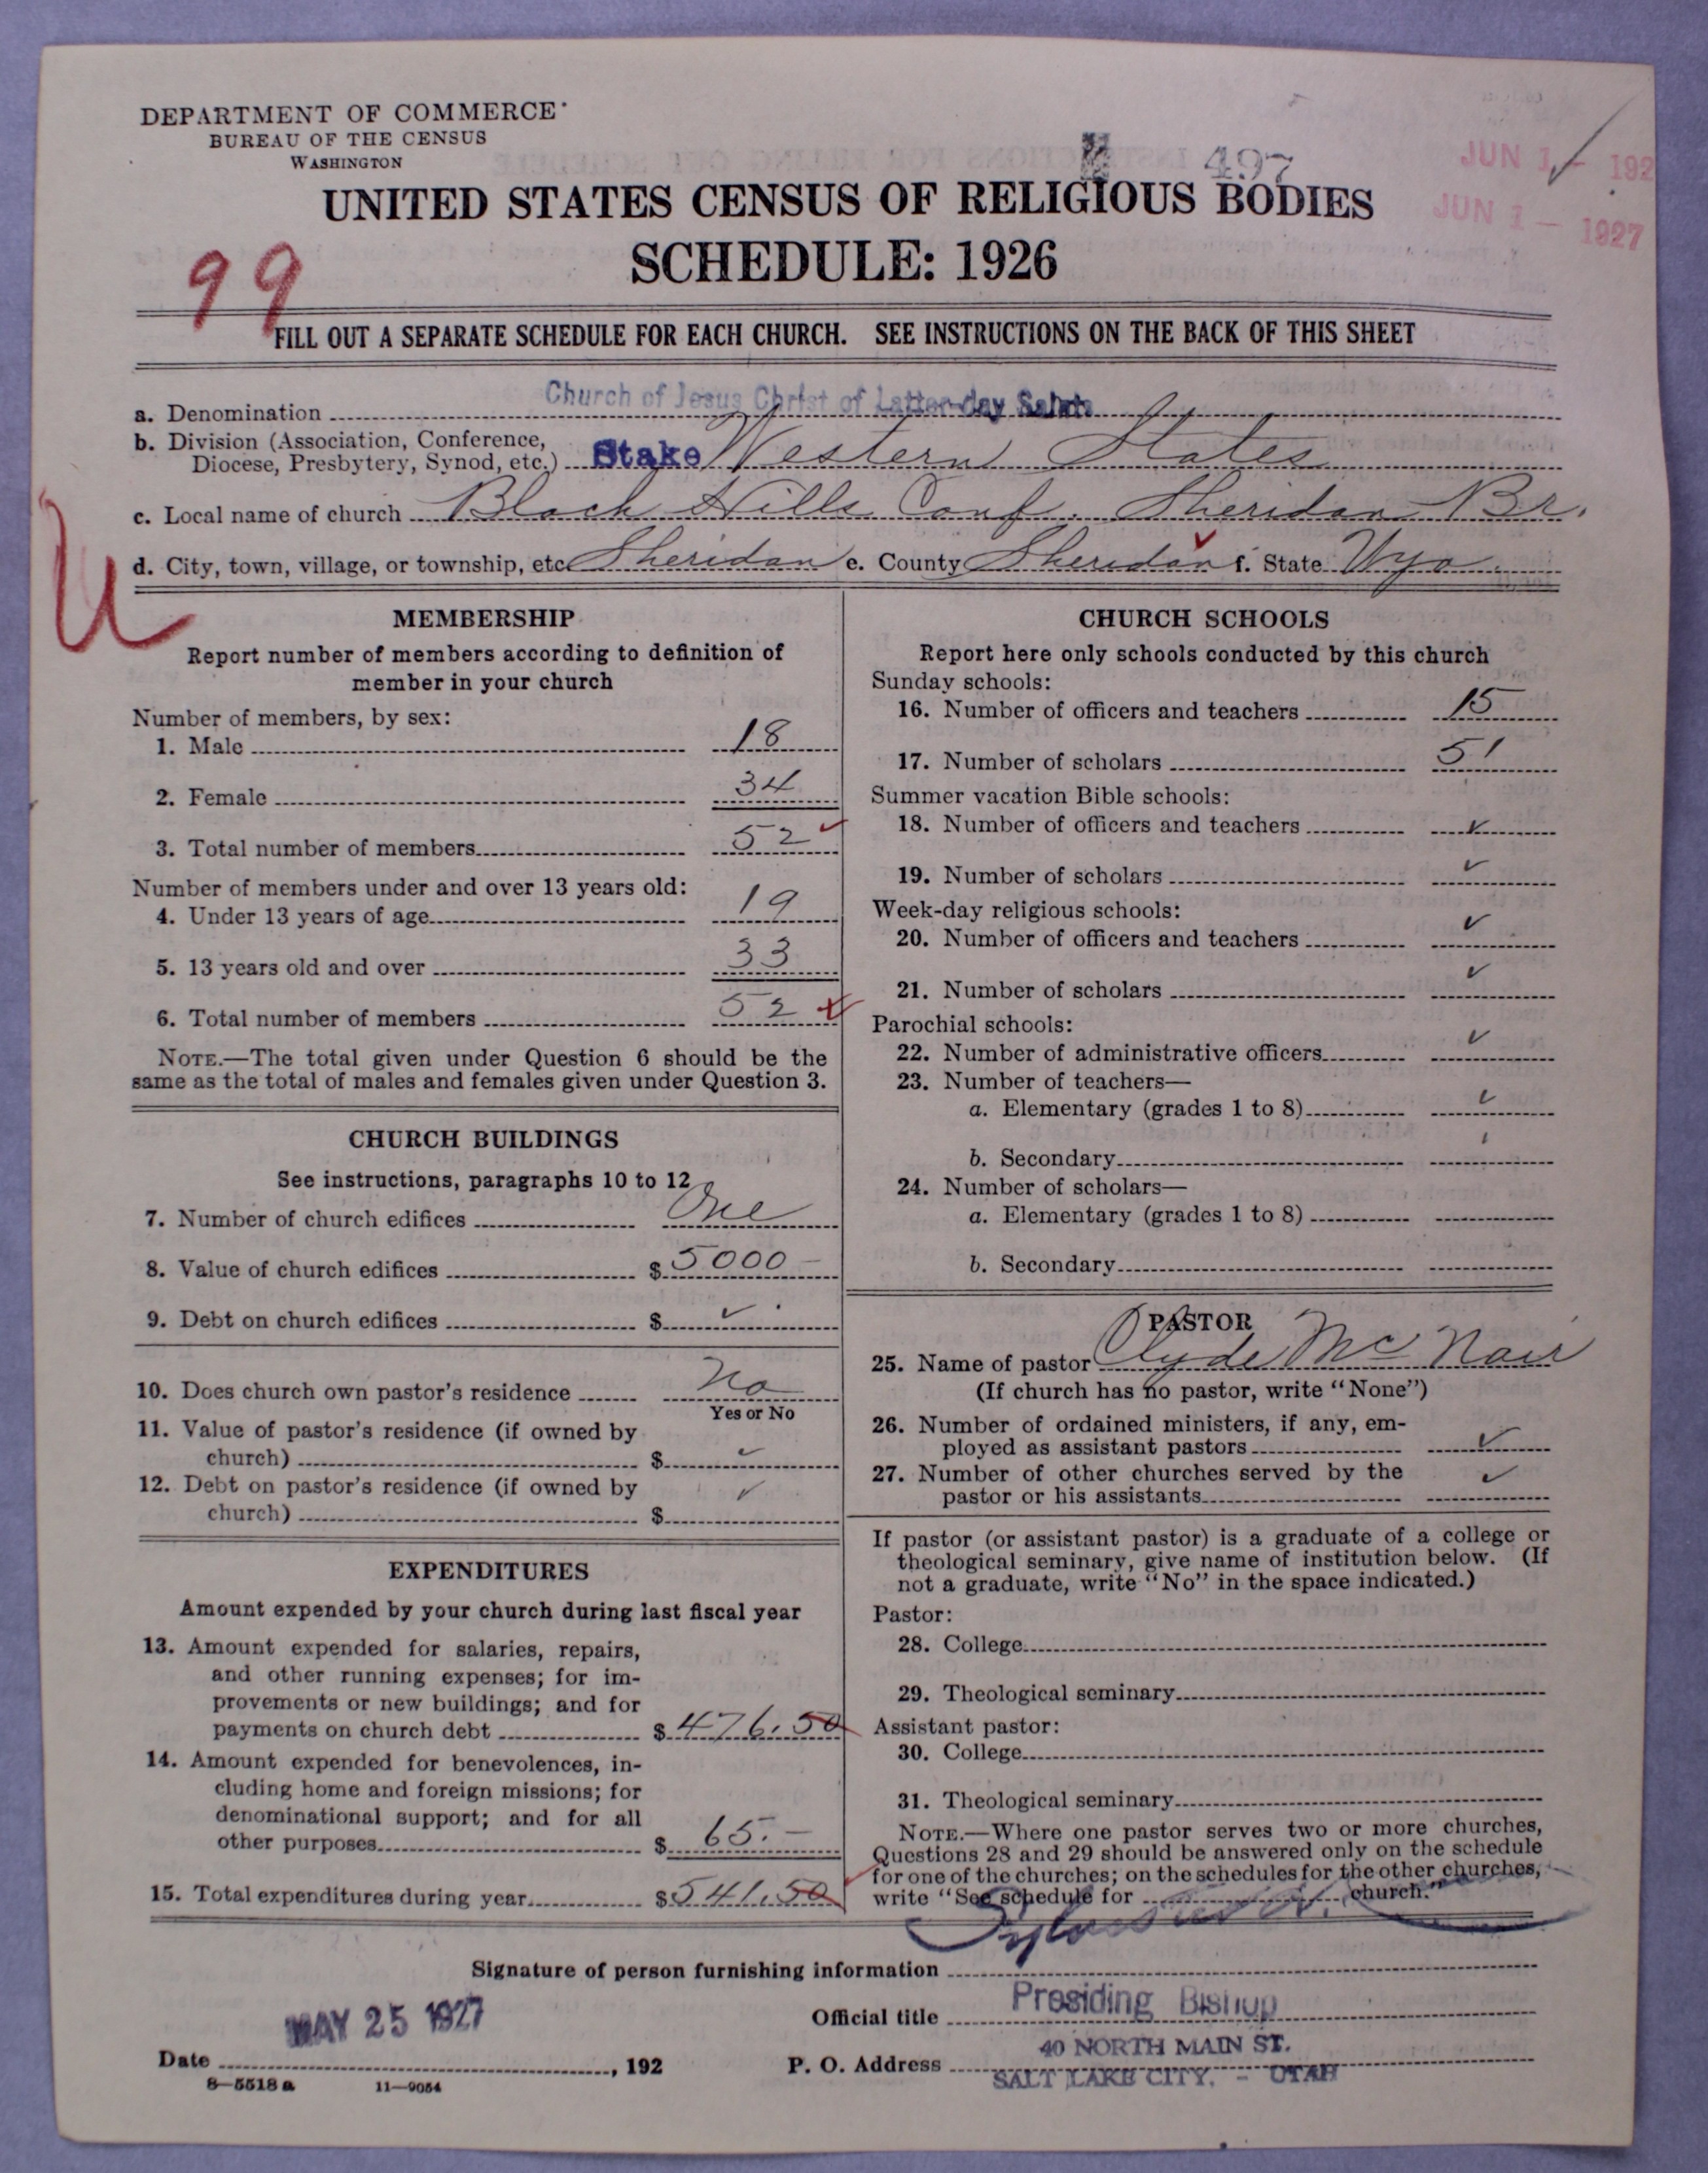 DEPARTMENT OF COMMERCE
BUREAU OF THE CENSUS
WASHINGTON
497
JUN 1 - 192
JUN 1 - 1927
UNITED STATES CENSUS OF RELIGIOUS BODIES
SCHEDULE: 1926
99
FILL OUT A SEPARATE SCHEDULE FOR EACH CHURCH. SEE INSTRUCTIONS ON THE BACK OF THIS SHEET
a. Denomination Church of Jesus Christ of Latter-day Saints
b. Division (Association, Conference,
Diocese, Presbytery, Synod, etc.) Stake Western States
c. Local name of church Black Hills Conf. Sheridan Br.
d. City, town, village, or township, etc Sheridan e. County Sheridan f. State Wyo.
U
MEMBERSHIP
Report number of members according to definition of
member in your church
Number of members, by sex:
1. Male 18
2. Female 34
3. Total number of members 52
Number of members under and over 13 years old:
4. Under 13 years of age 19
5. 13 years old and over 33
6. Total number of members 52
NOTE.—The total given under Question 6 should be the
same as the total of males and females given under Question 3.
CHURCH BUILDINGS
See instructions, paragraphs 10 to 12
7. Number of church edifices One
8. Value of church edifices $ 5000 –
9. Debt on church edifices $ ✓
10. Does church own pastor's residence No
Yes or No
11. Value of pastor's residence (if owned by
church) $ ✓
12. Debt on pastor's residence (if owned by ✓
church) $
EXPENDITURES
Amount expended by your church during last fiscal year
13. Amount expended for salaries, repairs,
and other running expenses; for im-
provements or new buildings; and for
payments on church debt $ 476.50
14. Amount expended for benevolences, in-
cluding home and foreign missions; for
denominational support; and for all
other purposes $ 65.–
15. Total expenditures during year $ 541.50
CHURCH SCHOOLS
Report here only schools conducted by this church
Sunday schools:
16. Number of officers and teachers 15
17. Number of scholars 51
Summer vacation Bible schools:
18. Number of officers and teachers ✓
19. Number of scholars ✓
Week-day religious schools:
20. Number of officers and teachers ✓
21. Number of scholars ✓
Parochial schools:
22. Number of administrative officers ✓
23. Number of teachers—
a. Elementary (grades 1 to 8) ✓
b. Secondary
24. Number of scholars—
a. Elementary (grades 1 to 8)
b. Secondary
PASTOR
25. Name of pastor Clyde McNair
(If church has no pastor, write "None")
26. Number of ordained ministers, if any, em-
ployed as assistant pastors ✓
27. Number of other churches served by the ✓
pastor or his assistants
If pastor (or assistant pastor) is a graduate of a college or
theological seminary, give name of institution below. (If
not a graduate, write "No" in the space indicated.)
Pastor:
28. College
29. Theological seminary
Assistant pastor:
30. College
31. Theological seminary
NOTE.—Where one pastor serves two or more churches,
Questions 28 and 29 should be answered only on the schedule
for one of the churches; on the schedules for the other churches,
write "See schedule for church."
Signature of person furnishing information
Official title Presiding Bishop
MAY 25 1927
Date , 192
P. O. Address 40 NORTH MAIN ST.
SALT LAKE CITY, - UTAH
8—5518 a 11—9054